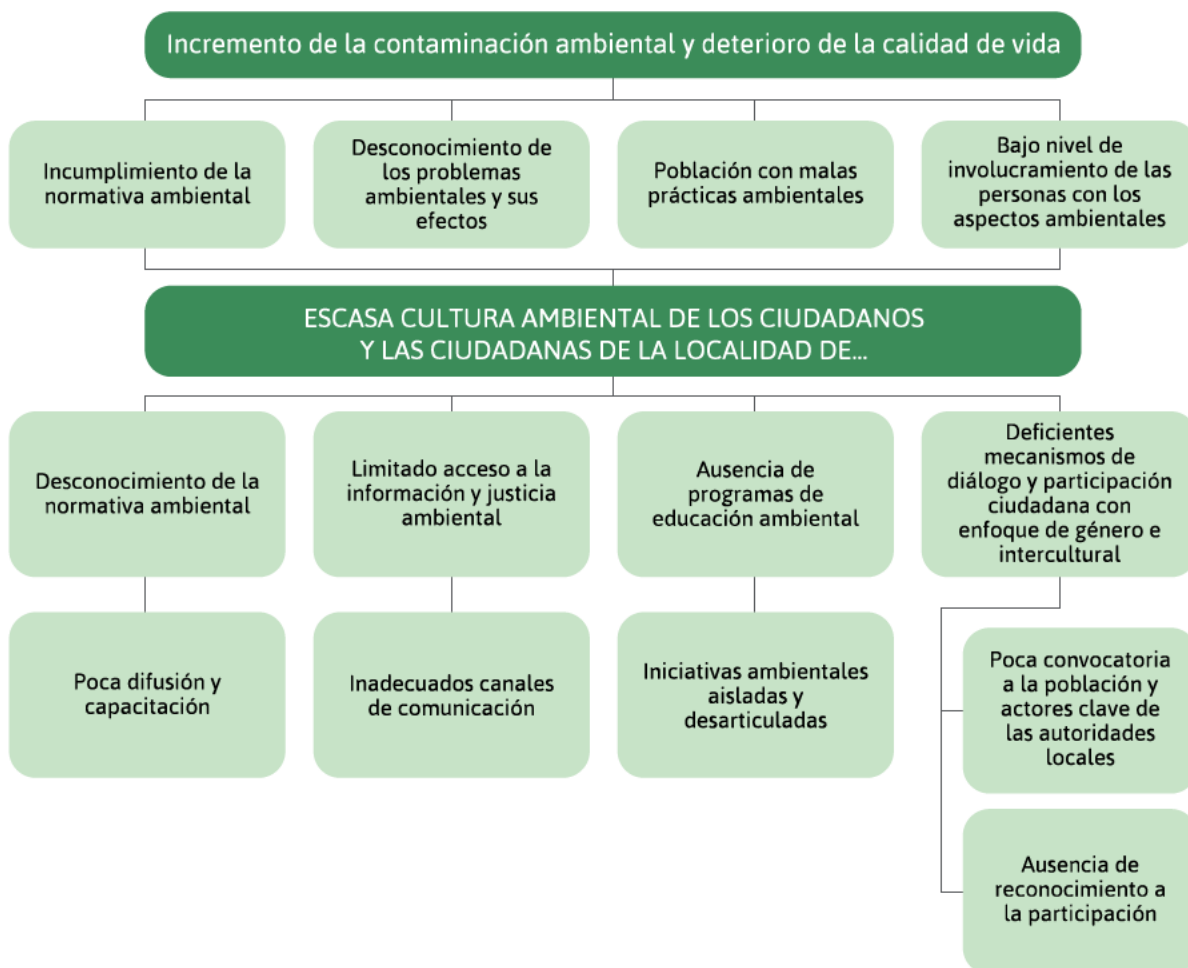 Incremento de la contaminación ambiental y deterioro de la calidad de vida
Incumplimiento de la
normativa ambiental
Desconocimiento de
los problemas
ambientales y sus
efectos
Población con malas
prácticas ambientales
Bajo nivel de
involucramiento de las
personas con los
aspectos ambientales
ESCASA CULTURA AMBIENTAL DE LOS CIUDADANOS
Y LAS CIUDADANAS DE LA LOCALIDAD DE...
Desconocimiento de la
normativa ambiental
Limitado acceso a la
información y justicia
ambiental
Ausencia de
programas de
educación ambiental
Deficientes
mecanismos de
diálogo y participación
ciudadana con
enfoque de género e
intercultural
Poca difusión y
capacitación
Inadecuados canales
de comunicación
Iniciativas ambientales
aisladas y
desarticuladas
Poca convocatoria
a la población y
actores clave de
las autoridades
locales
Ausencia de
reconocimiento a
la participación